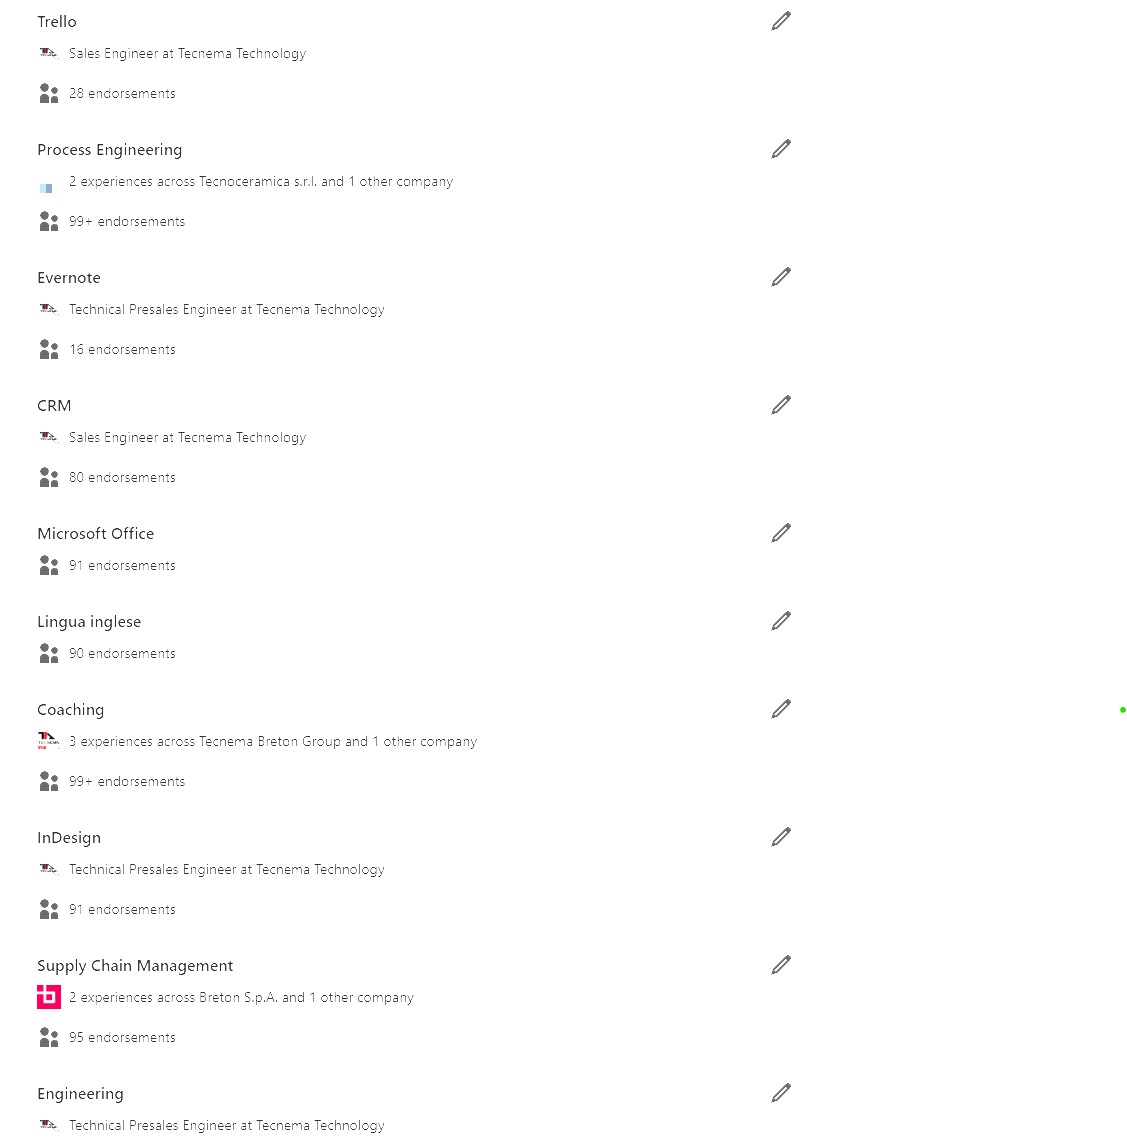 Trello
Sales Engineer at Tecnema Technology
28 endorsements
Process Engineering
2 experiences across Tecnoceramica s.r.l. and 1 other company
99+ endorsements
Evernote
Technical Presales Engineer at Tecnema Technology
16 endorsements
CRM
Sales Engineer at Tecnema Technology
80 endorsements
Microsoft Office
91 endorsements
Lingua inglese
90 endorsements
Coaching
3 experiences across Tecnema Breton Group and 1 other company
99+ endorsements
InDesign
Technical Presales Engineer at Tecnema Technology
91 endorsements
Supply Chain Management
2 experiences across Breton S.p.A. and 1 other company
95 endorsements
Engineering
Technical Presales Engineer at Tecnema Technology